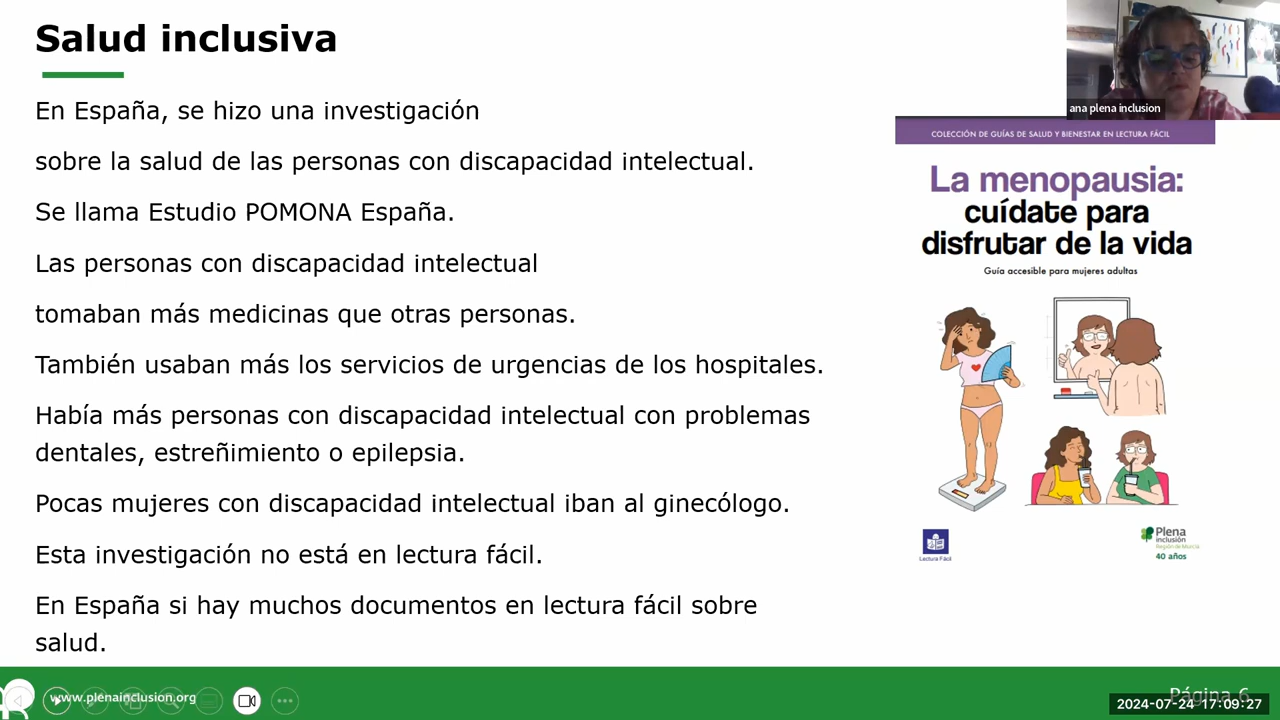 Salud inclusiva
En España, se hizo una investigación
sobre la salud de las personas con discapacidad intelectual.
Se llama Estudio POMONA España.
Las personas con discapacidad intelectual
tomaban más medicinas que otras personas.
También usaban más los servicios de urgencias de los hospitales.
Había más personas con discapacidad intelectual con problemas
dentales, estreñimiento o epilepsia.
Pocas mujeres con discapacidad intelectual iban al ginecólogo.
Esta investigación no está en lectura fácil.
En España si hay muchos documentos en lectura fácil sobre
salud.
ana plena inclusion
COLECCIÓN DE GUÍAS DE SALUD Y BIENESTAR EN LECTURA FÁCIL
La menopausia:
cuídate para
disfrutar de la vida
Guía accesible para mujeres adultas
Lectura Fácil
Plena
inclusión
Región de Murcia
40 años
www.plenainclusion.org
Página 6
2024-07-24 17:09:27